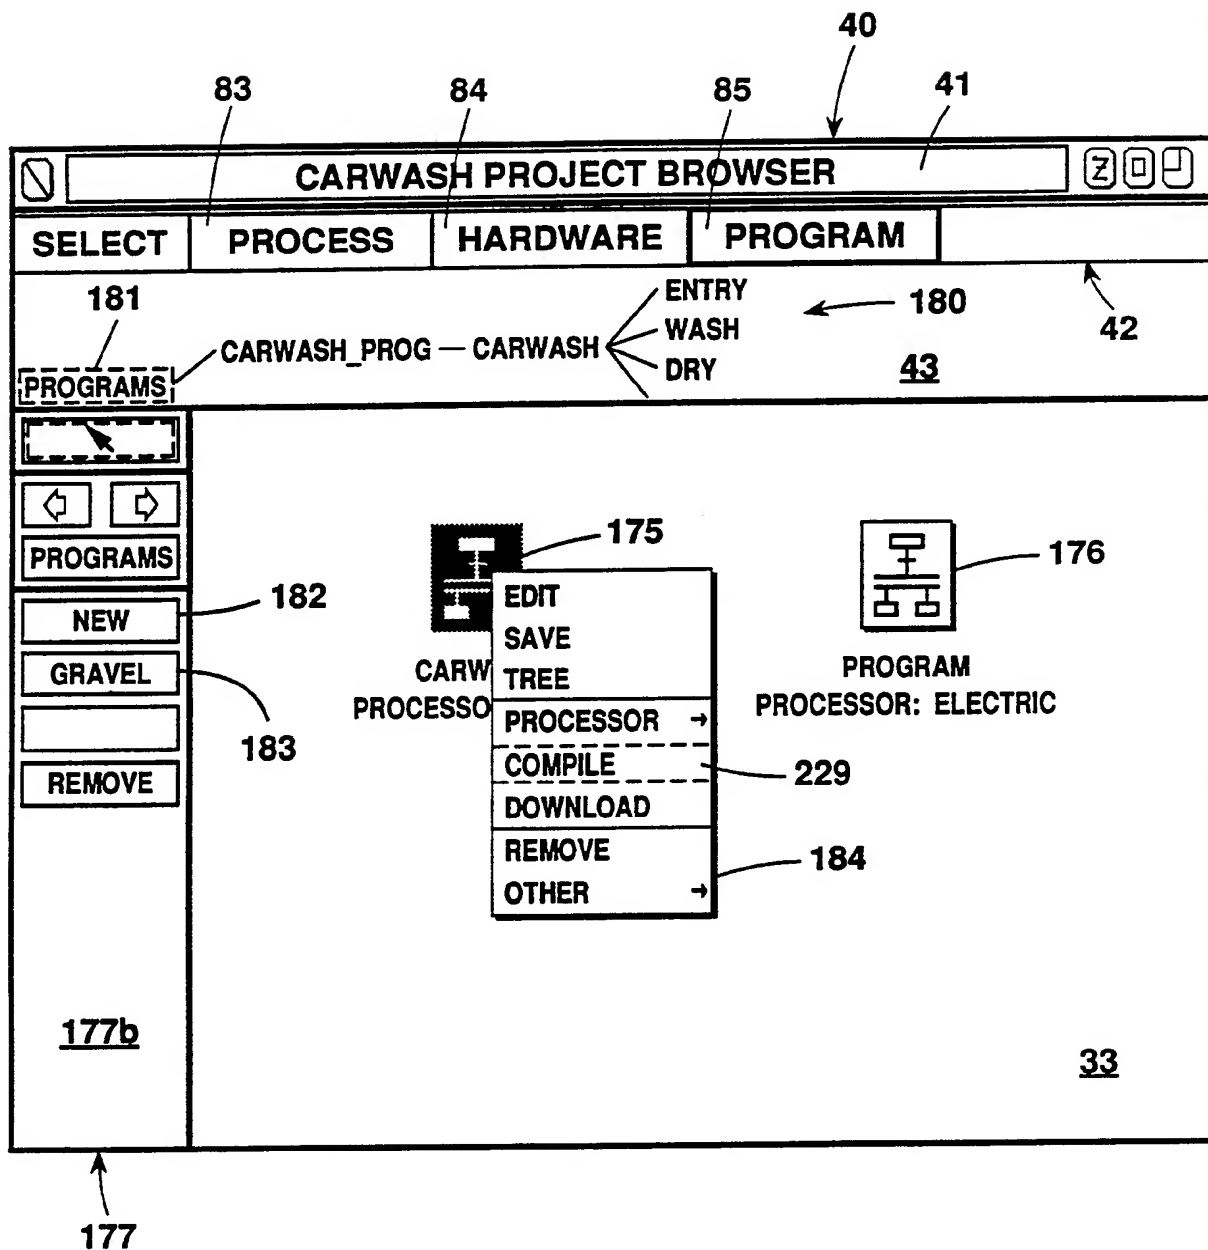 40
83
84
85
41
CARWASH PROJECT BROWSER
Z
SELECT
PROCESS
HARDWARE
PROGRAM
181
ENTRY
180
42
WASH
CARWASH_PROG
CARWASH
DRY
43
PROGRAMS
175
176
PROGRAMS
182
EDIT
NEW
SAVE
GRAVEL
CARW
TREE
PROGRAM
PROCESSO
PROCESSOR →
PROCESSOR: ELECTRIC
183
COMPILE
229
REMOVE
DOWNLOAD
REMOVE
184
OTHER →
177b
33
177